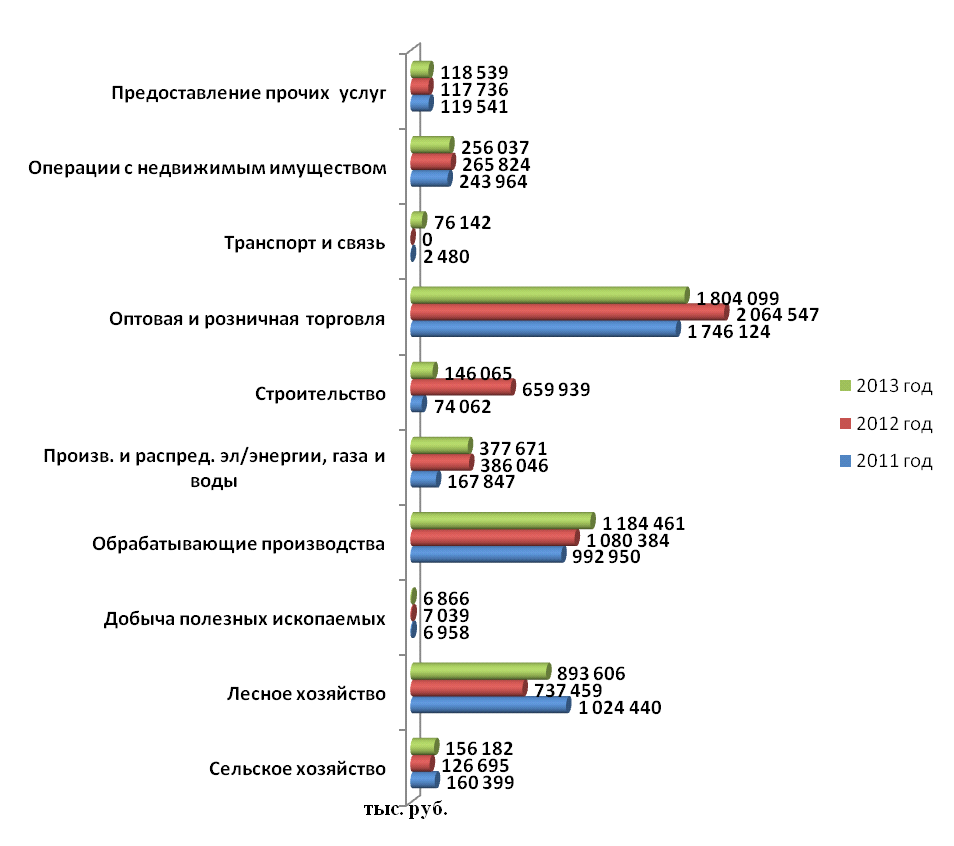 Предоставление прочих услуг
118 539
117 736
119 541
Операции с недвижимым имуществом
256 037
265 824
243 964
Транспорт и связь
76 142
0
2 480
Оптовая и розничная торговля
1 804 099
2 064 547
1 746 124
Строительство
146 065
659 939
74 062
Произв. и распред. эл/энергии, газа и
воды
377 671
386 046
167 847
Обрабатывающие производства
1 184 461
1 080 384
992 950
Добыча полезных ископаемых
6 866
7 039
6 958
Лесное хозяйство
893 606
737 459
1 024 440
Сельское хозяйство
156 182
126 695
160 399
тыс. руб.
2013 год
2012 год
2011 год